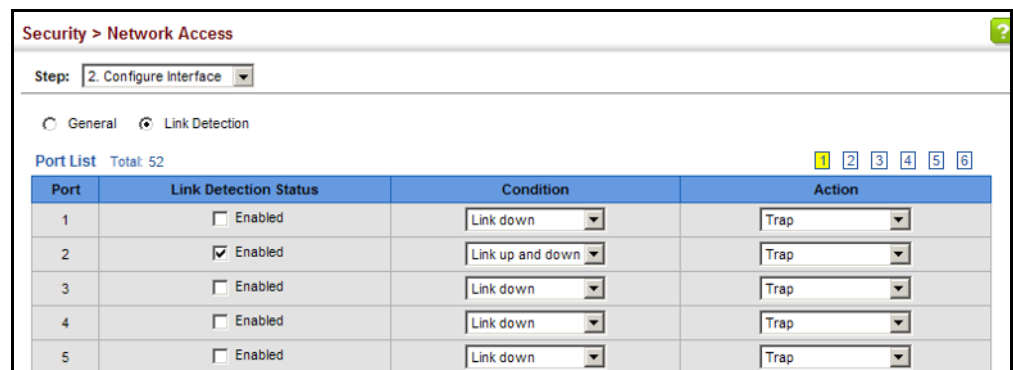 Security > Network Access
?
Step: 2. Configure Interface
General Link Detection
Port List Total: 52 1 2 3 4 5 6
Port Link Detection Status Condition Action
1 Enabled Link down Trap
2 Enabled Link up and down Trap
3 Enabled Link down Trap
4 Enabled Link down Trap
5 Enabled Link down Trap